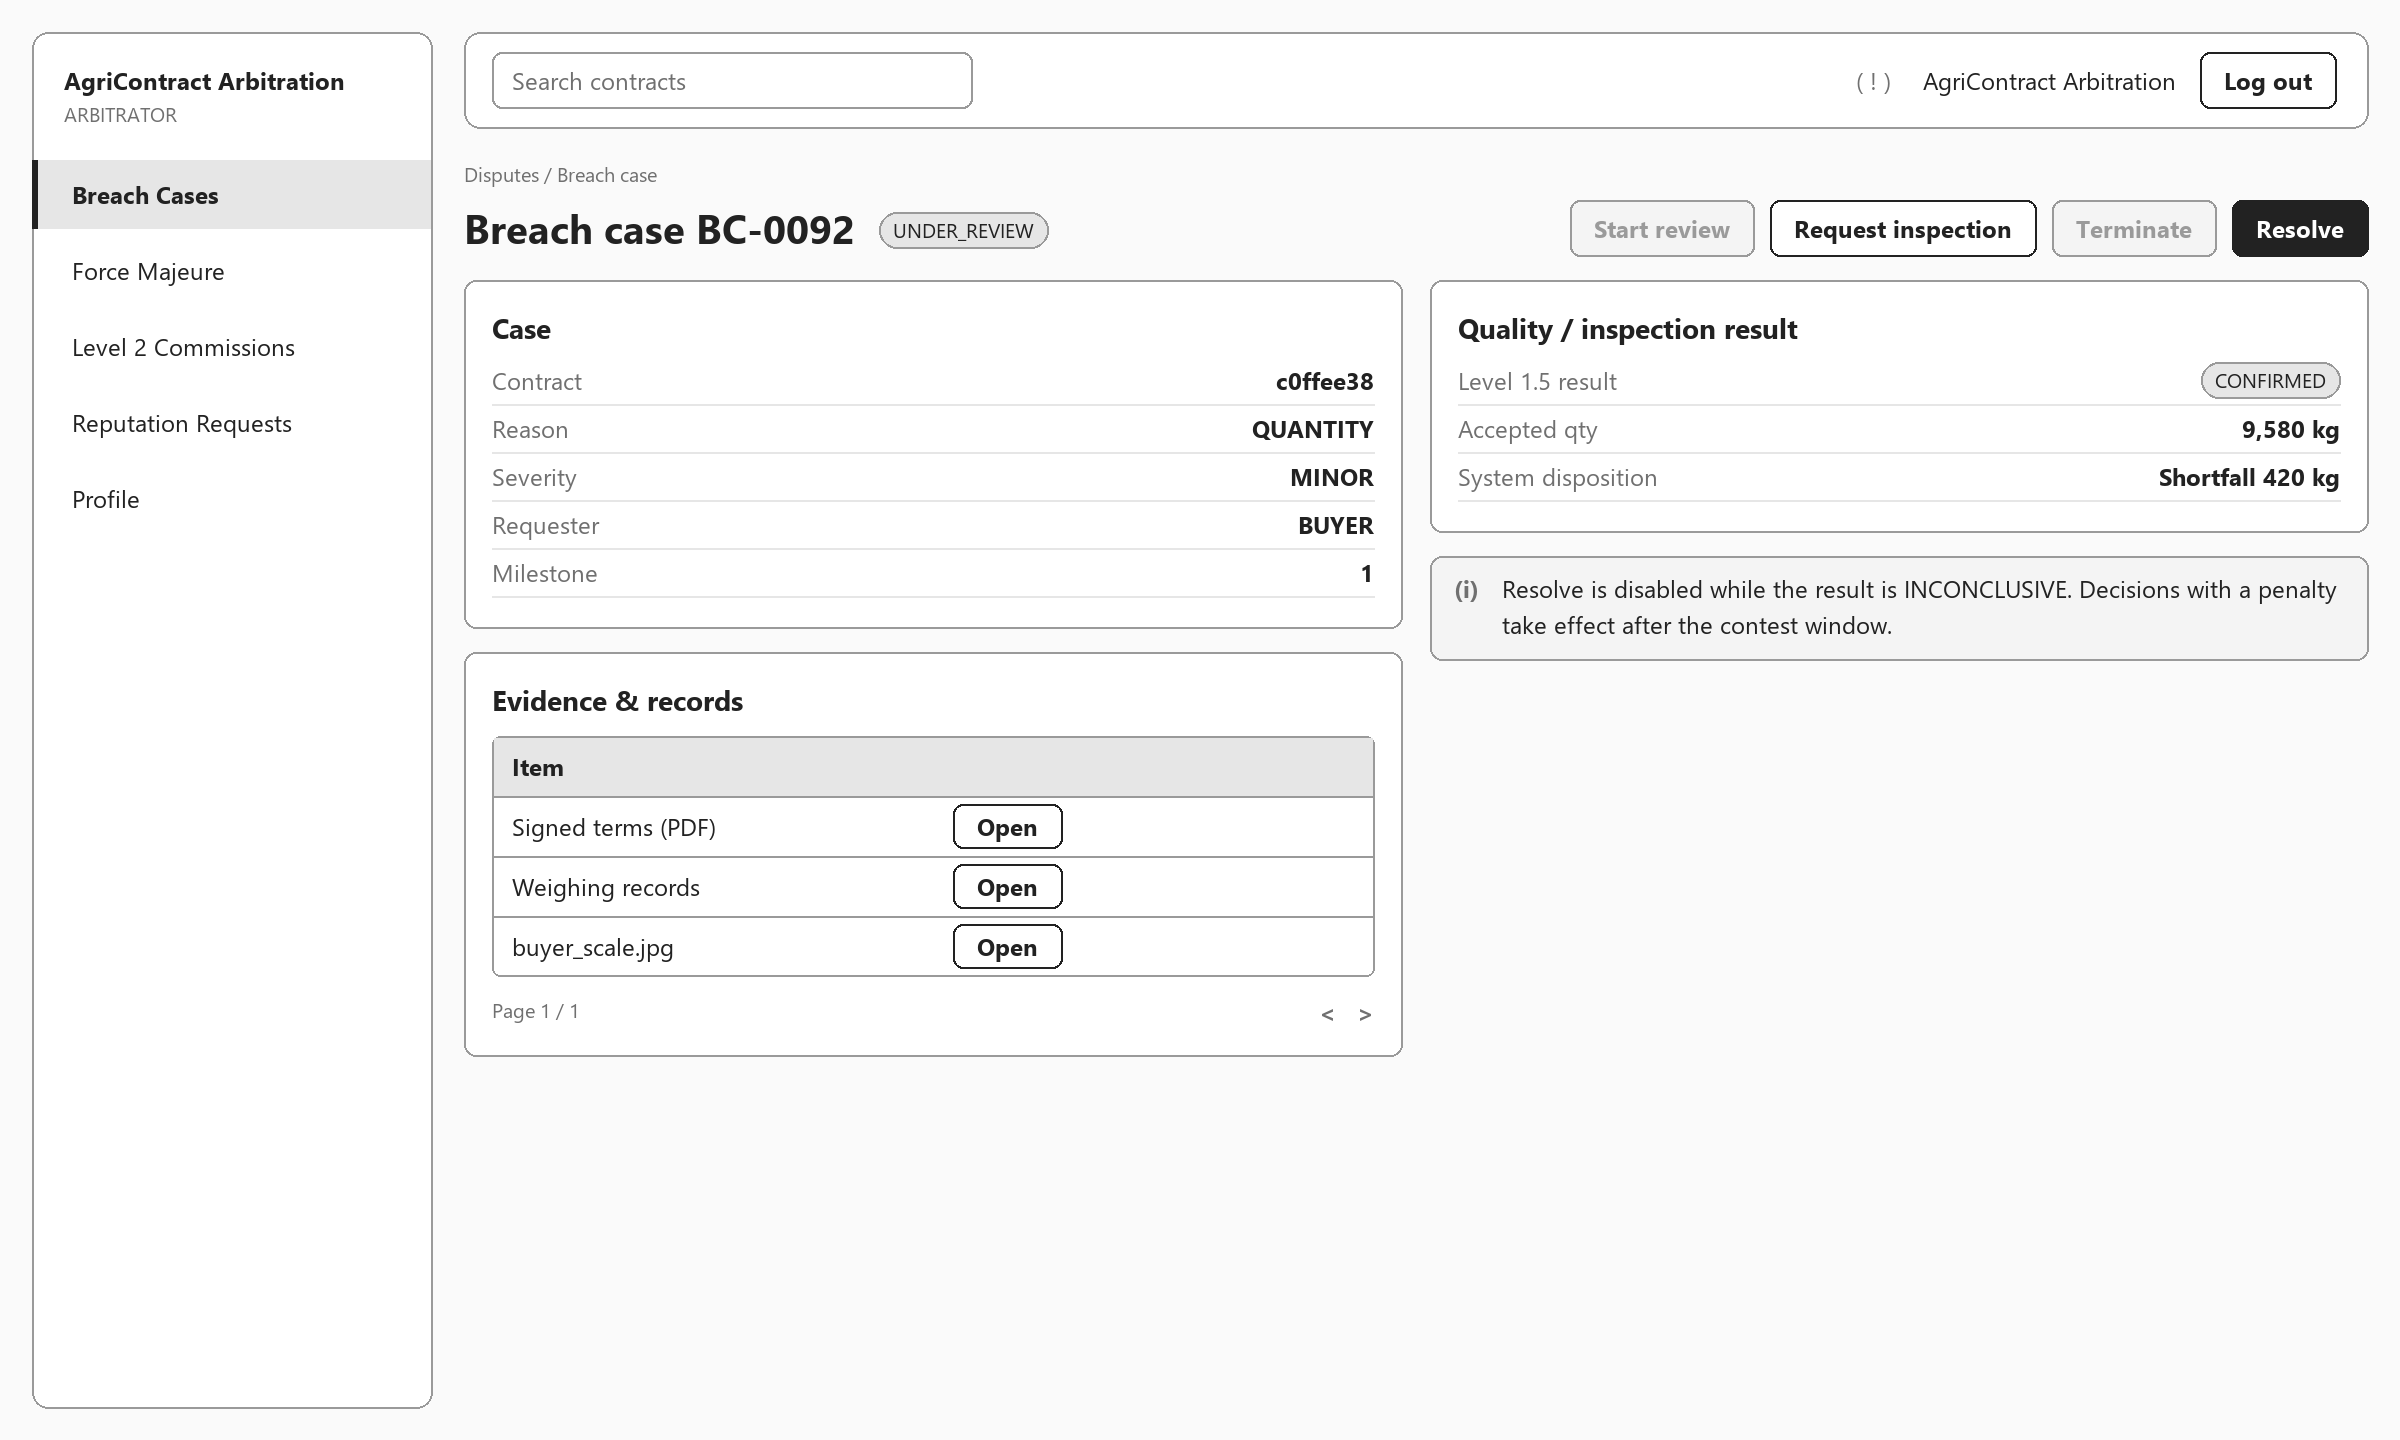 AgriContract Arbitration
ARBITRATOR
Breach Cases
Force Majeure
Level 2 Commissions
Reputation Requests
Profile
Search contracts
( ! ) AgriContract Arbitration Log out
Disputes / Breach case
Breach case BC-0092 UNDER_REVIEW
Start review Request inspection Terminate Resolve
Case
Contract c0ffee38
Reason QUANTITY
Severity MINOR
Requester BUYER
Milestone 1
Evidence & records
Item
Signed terms (PDF) Open
Weighing records Open
buyer_scale.jpg Open
Page 1 / 1 < >
Quality / inspection result
Level 1.5 result CONFIRMED
Accepted qty 9,580 kg
System disposition Shortfall 420 kg
(i) Resolve is disabled while the result is INCONCLUSIVE. Decisions with a penalty
take effect after the contest window.